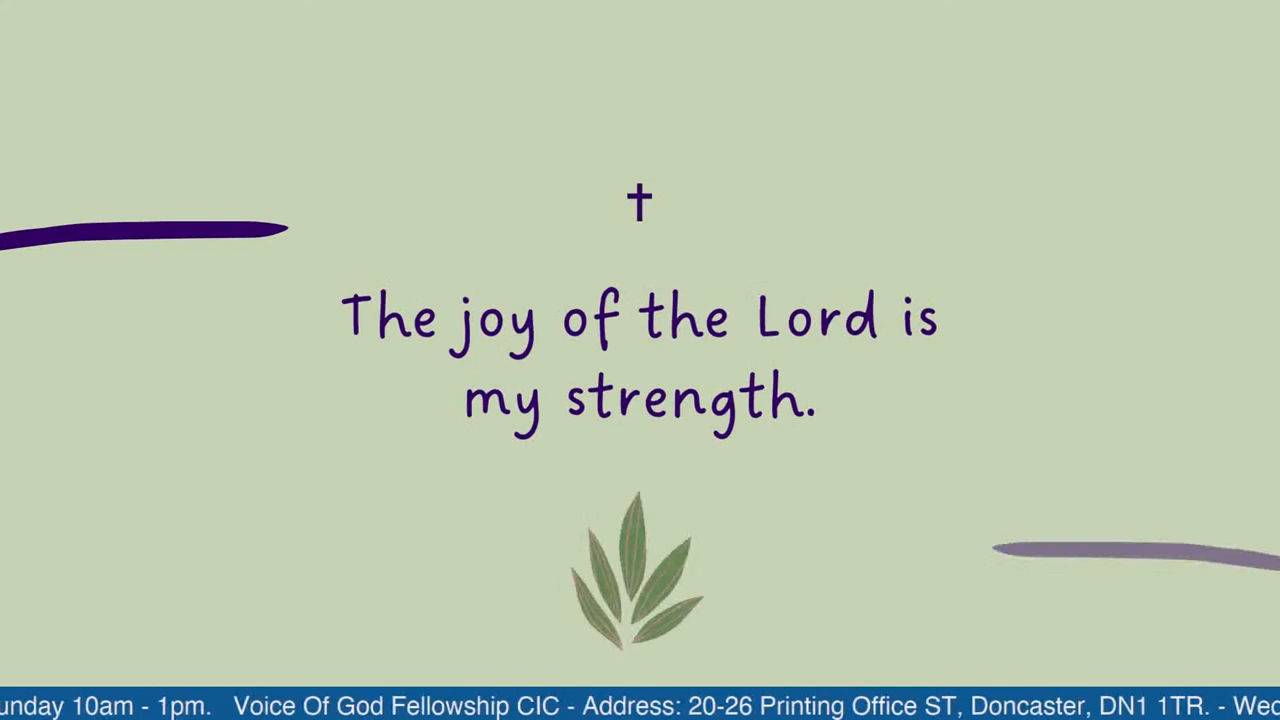 The joy of the Lord is
my strength.
unday 10am - 1pm. Voice Of God Fellowship CIC - Address: 20-26 Printing Office ST, Doncaster, DN1 1TR. - Wed